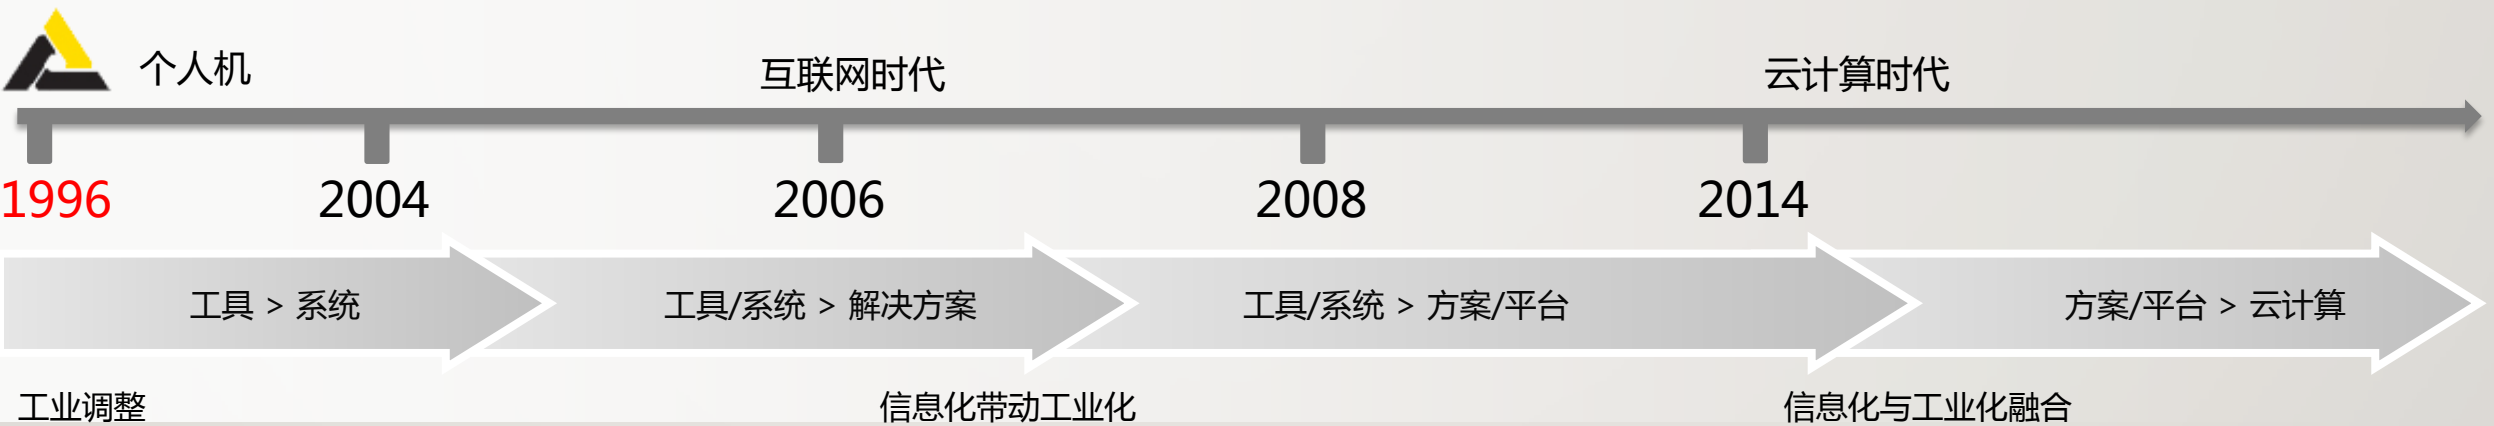 个人机
互联网时代
云计算时代
1996
2004
2006
2008
2014
工具 > 系统
工具/系统 > 解决方案
工具/系统 > 方案/平台
方案/平台 > 云计算
工业调整
信息化带动工业化
信息化与工业化融合